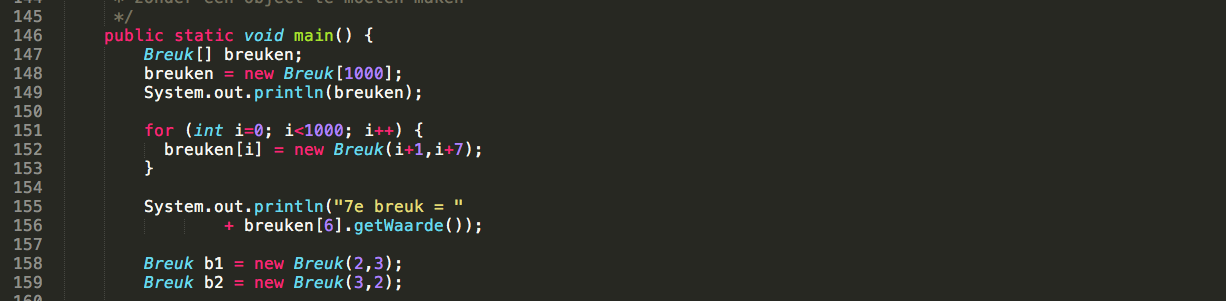 144 * zonder een object te moeten maken
145 */
146 public static void main() {
147 Breuk[] breuken;
148 breuken = new Breuk[1000];
149 System.out.println(breuken);
150
151 for (int i=0; i<1000; i++) {
152 breuken[i] = new Breuk(i+1,i+7);
153 }
154
155 System.out.println("7e breuk = "
156 + breuken[6].getWaarde());
157
158 Breuk b1 = new Breuk(2,3);
159 Breuk b2 = new Breuk(3,2);
160